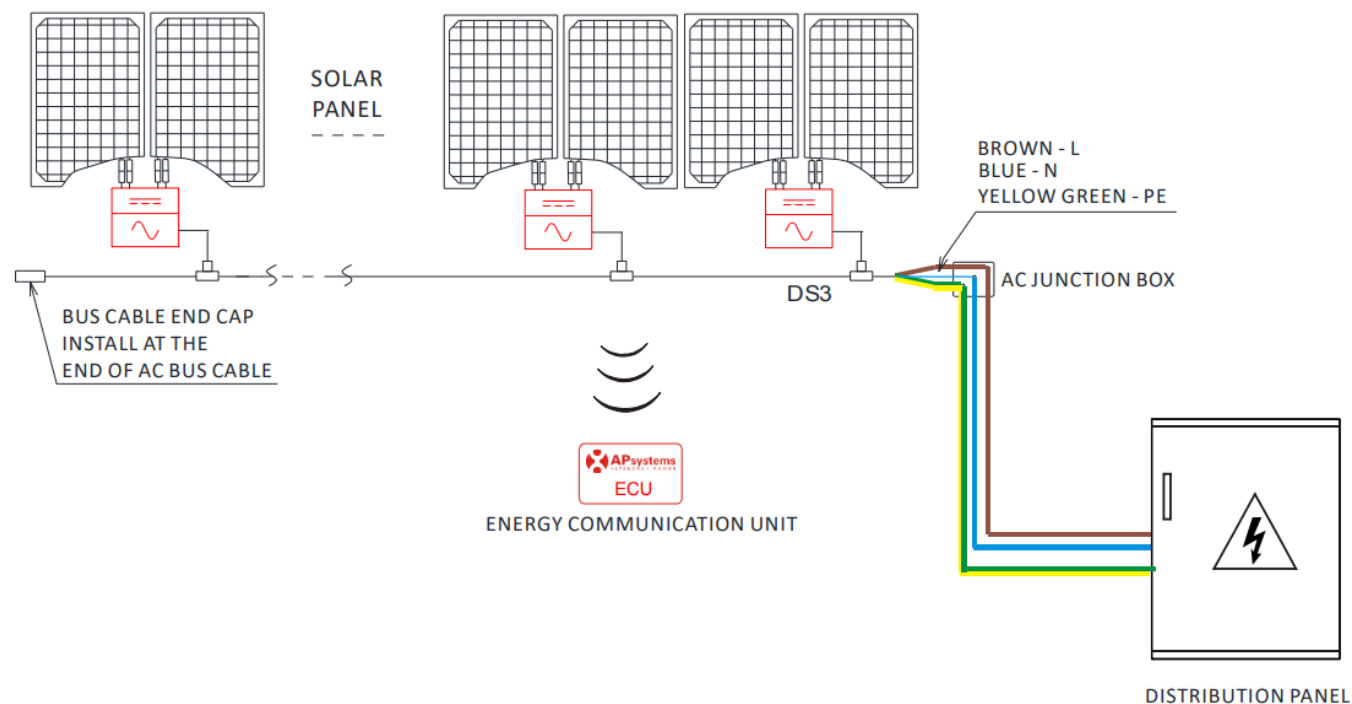 SOLAR
PANEL
BROWN - L
BLUE - N
YELLOW GREEN - PE
AC JUNCTION BOX
DS3
BUS CABLE END CAP
INSTALL AT THE
END OF AC BUS CABLE
APsystems
ECU
ENERGY COMMUNICATION UNIT
DISTRIBUTION PANEL